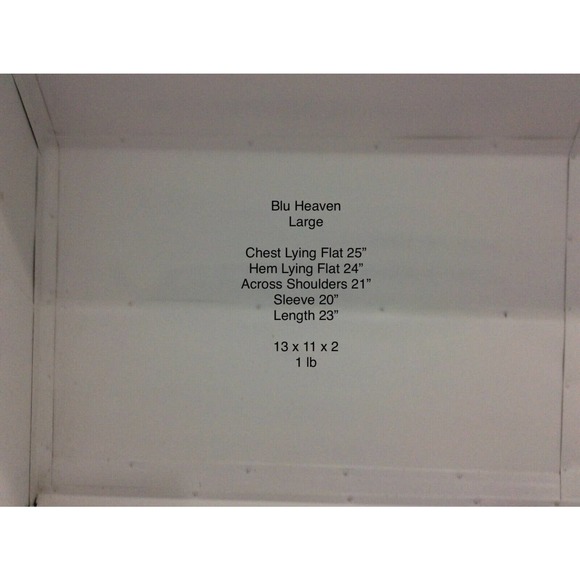 Blu Heaven
Large
Chest Lying Flat 25”
Hem Lying Flat 24”
Across Shoulders 21”
Sleeve 20”
Length 23”
13 x 11 x 2
1 lb